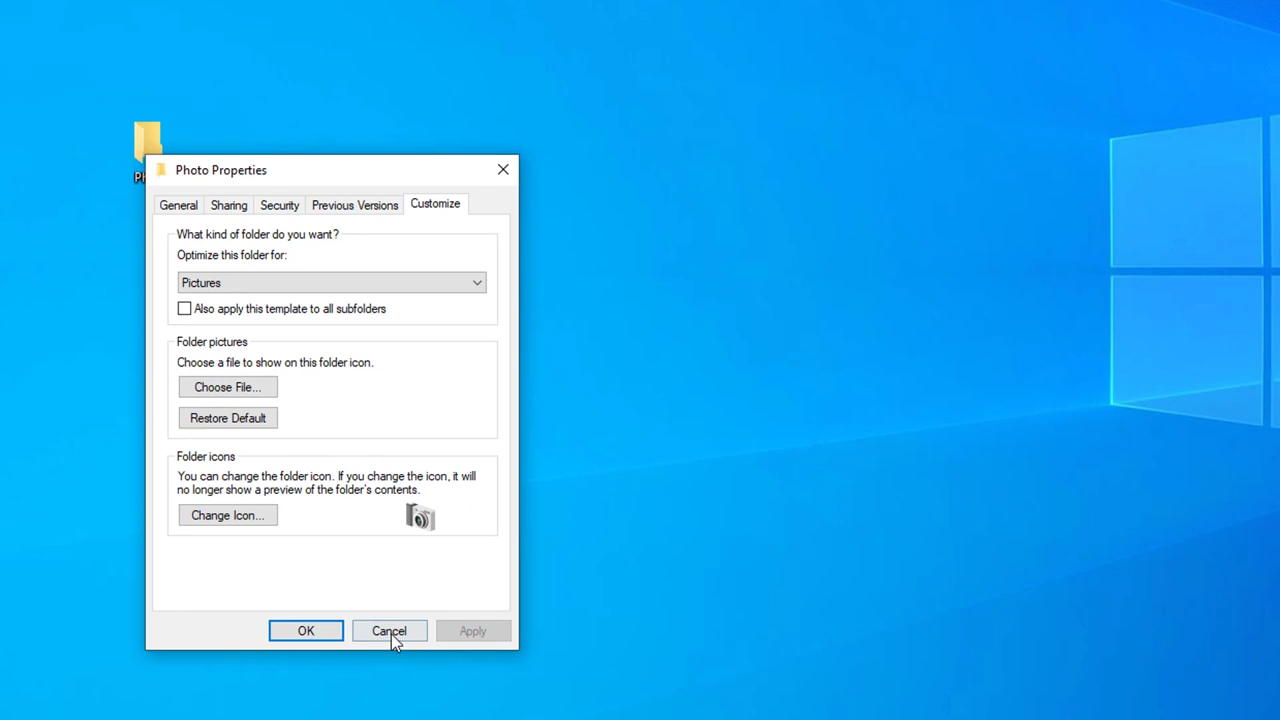 Photo Properties
General Sharing Security Previous Versions Customize
What kind of folder do you want?
Optimize this folder for:
Pictures
Also apply this template to all subfolders
Folder pictures
Choose a file to show on this folder icon.
Choose File...
Restore Default
Folder icons
You can change the folder icon. If you change the icon, it will
no longer show a preview of the folder's contents.
Change Icon...
OK Cancel Apply